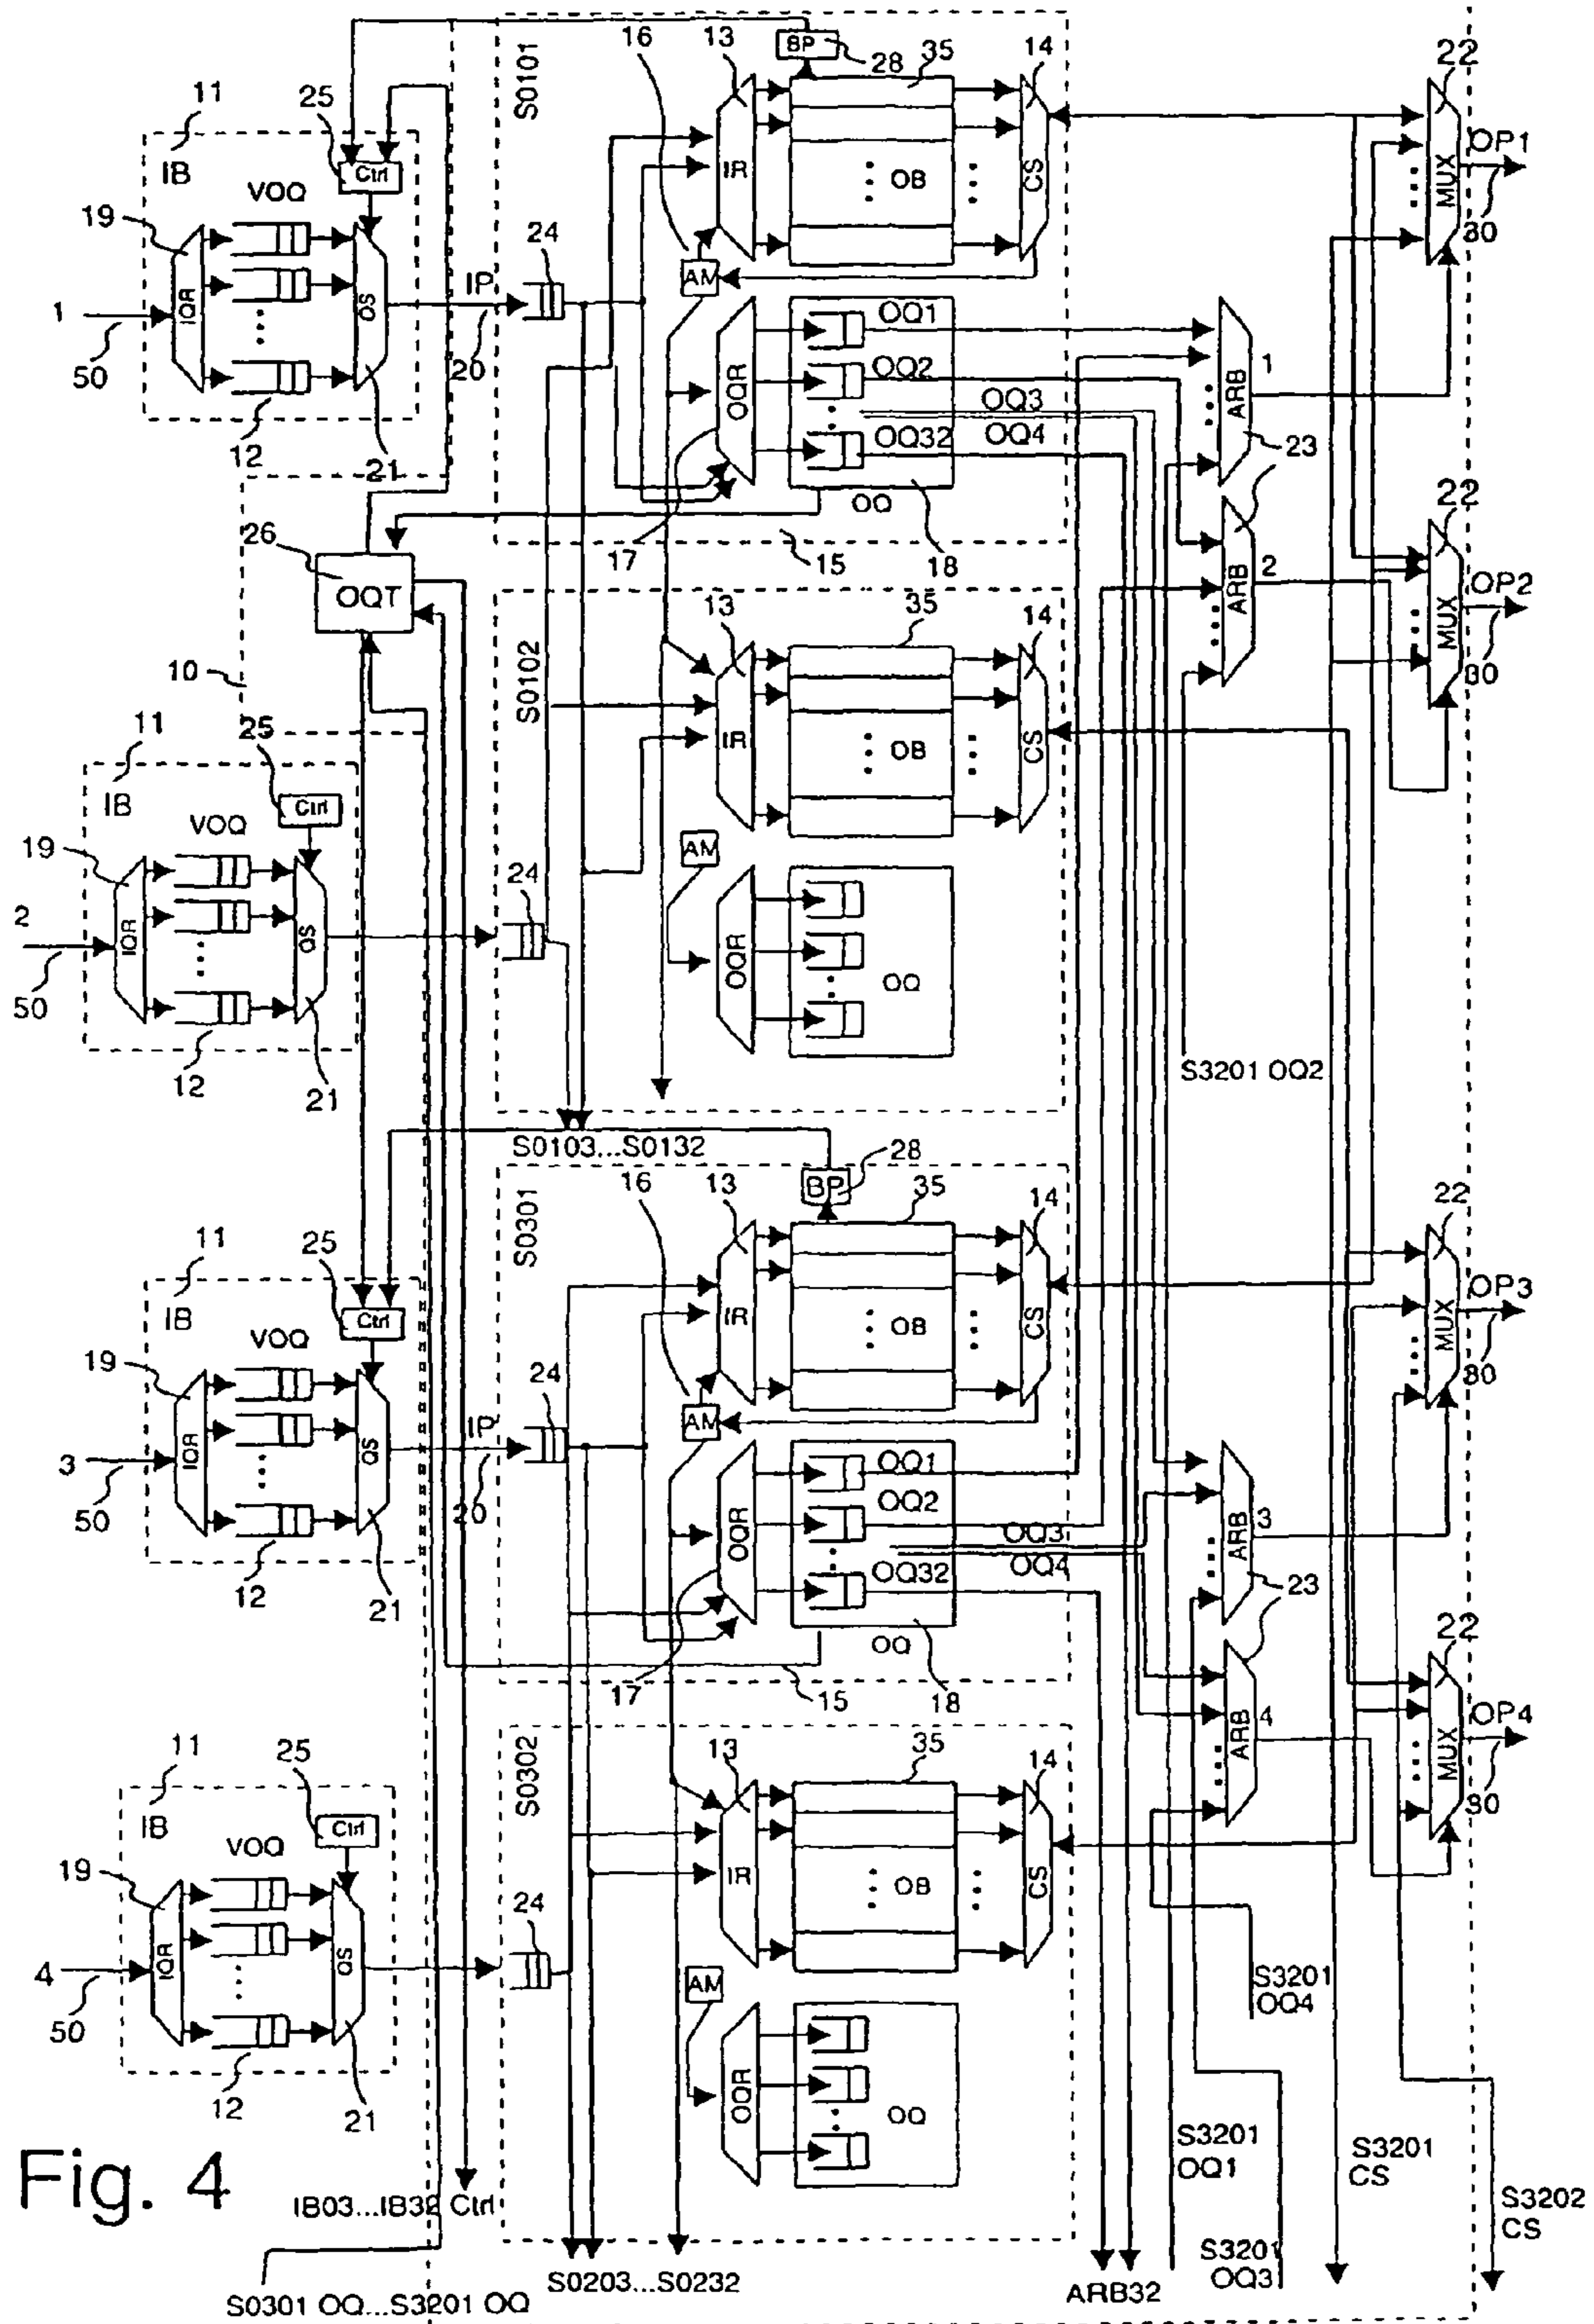 16
13
BP
28
35
14
22
S0101
11
25
IB
Ctrl
VOQ
19
IR
OB
CS
OP1
MUX
30
IQR
QS
24
IP
AM
1
50
20
OQ1
OQ2
OQ3
OQ32
OQ4
OQR
ARB
1
23
12
21
OQ
17
15
18
26
OQT
ARB
2
22
OP2
MUX
30
10
S0102
13
35
14
IR
OB
CS
11
25
IB
Ctrl
VOQ
19
IQR
QS
AM
24
2
50
OQR
OQ
12
21
S3201 OQ2
S0103...S0132
28
BP
16
13
35
14
22
S0301
11
25
IB
Ctrl
VOQ
19
IR
OB
CS
OP3
MUX
30
IQR
QS
24
IP
AM
3
50
20
OQ1
OQ2
OQ3
OQ32
OQ4
OQR
ARB
3
23
12
21
OQ
17
15
18
22
ARB
4
OP4
MUX
30
S0302
13
35
14
11
25
IB
Ctrl
VOQ
19
IR
OB
CS
IQR
QS
24
4
50
AM
S3201
OQ4
OQR
OQ
12
21
Fig. 4
IB03...IB32 Ctrl
S3201
OQ1
S3201
CS
S3202
CS
S3201
OQ3
S0203...S0232
ARB32
S0301 OQ...S3201 OQ